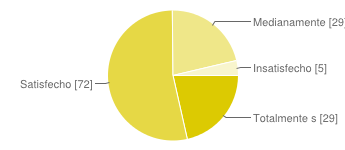 Medianamente [29]
Insatisfecho [5]
Satisfecho [72]
Totalmente s [29]